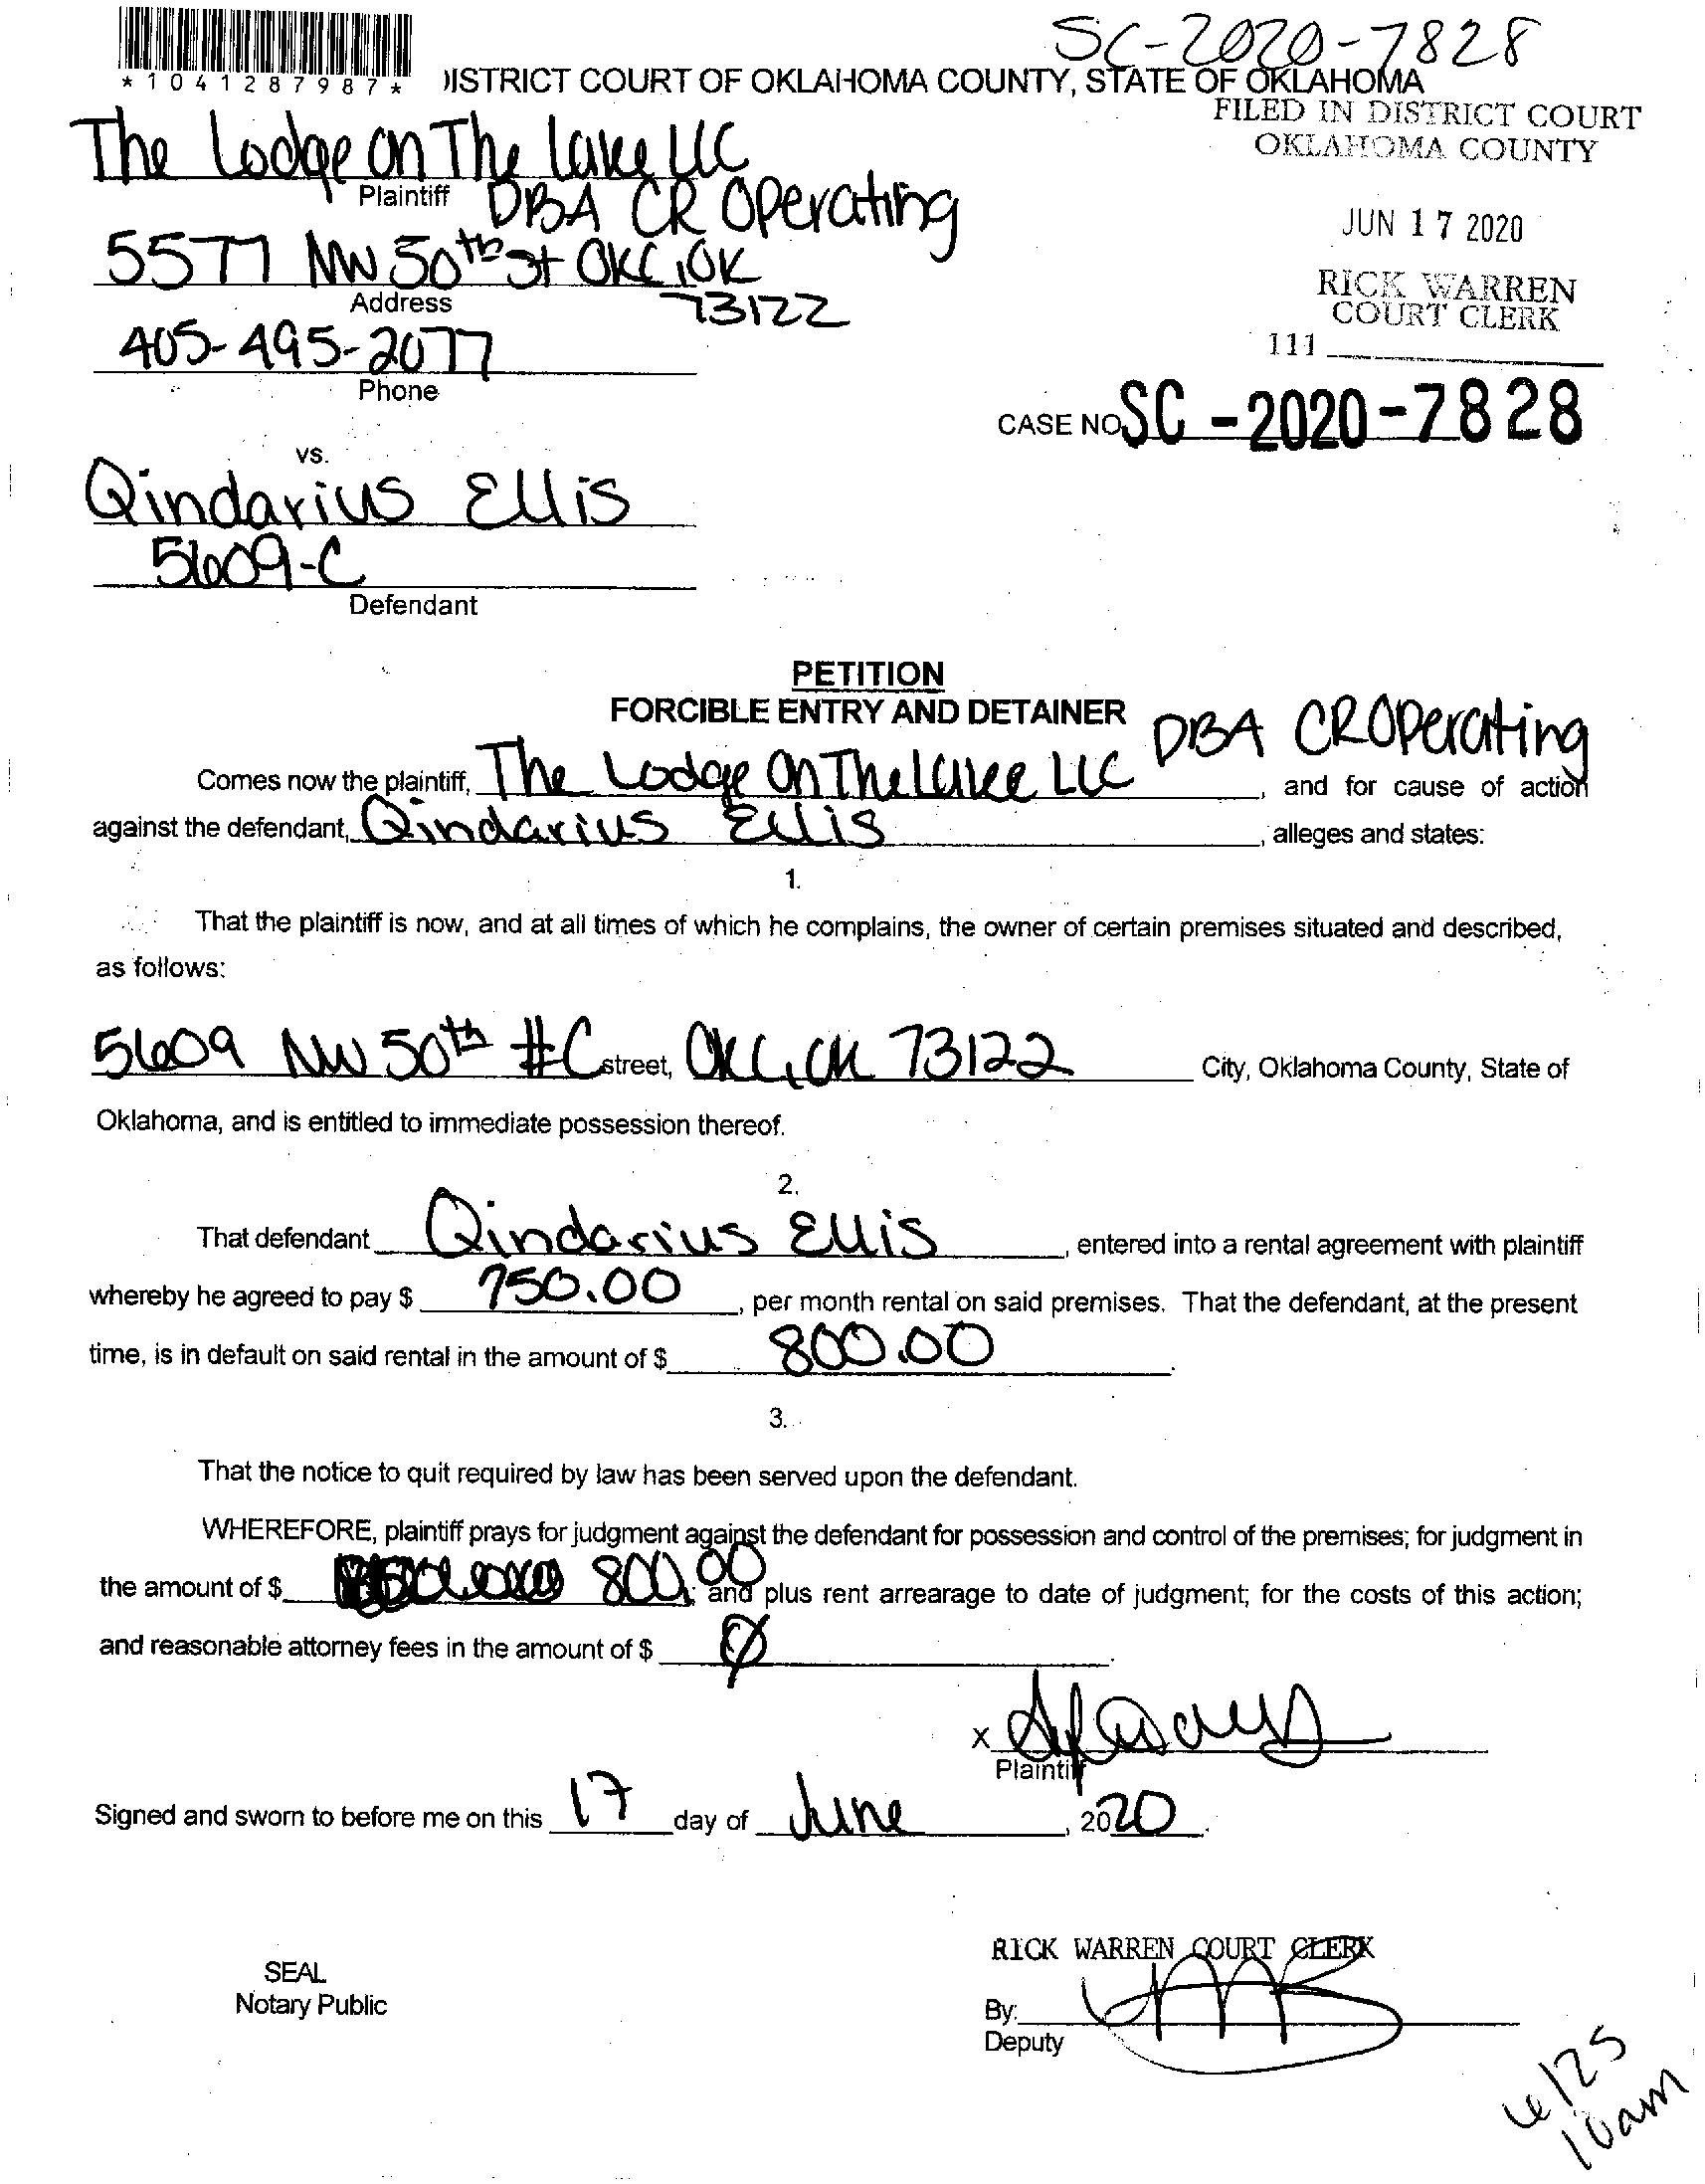 SC-2020-7828
*1041287987*
DISTRICT COURT OF OKLAHOMA COUNTY, STATE OF OKLAHOMA
FILED IN DISTRICT COURT
OKLAHOMA COUNTY
JUN 17 2020
RICK WARREN
COURT CLERK
111
The Lodge on The Lake LLC
Plaintiff
DBA CR Operating
5577 NW 50th St OKC, OK
Address
73122
405-495-2077
Phone
CASE NO SC-2020-7828
vs.
Qindarius Ellis
5609-C
Defendant
PETITION
FORCIBLE ENTRY AND DETAINER
DBA CR Operating
Comes now the plaintiff, The Lodge On The Lake LLC, and for cause of action
against the defendant, Qindarius Ellis, alleges and states:
1.
That the plaintiff is now, and at all times of which he complains, the owner of certain premises situated and described,
as follows:
5609 NW 50th #C street, OKC, OK 73122 City, Oklahoma County, State of
Oklahoma, and is entitled to immediate possession thereof.
2.
That defendant Qindarius Ellis, entered into a rental agreement with plaintiff
whereby he agreed to pay $ 750.00, per month rental on said premises. That the defendant, at the present
time, is in default on said rental in the amount of $ 800.00.
3.
That the notice to quit required by law has been served upon the defendant.
WHEREFORE, plaintiff prays for judgment against the defendant for possession and control of the premises; for judgment in
the amount of $ 800.00; and plus rent arrearage to date of judgment; for the costs of this action;
and reasonable attorney fees in the amount of $ Ø.
x
Plaintiff
Signed and sworn to before me on this 17 day of June, 2020.
SEAL
Notary Public
RICK WARREN COURT CLERK
By:
Deputy
6/25
10am